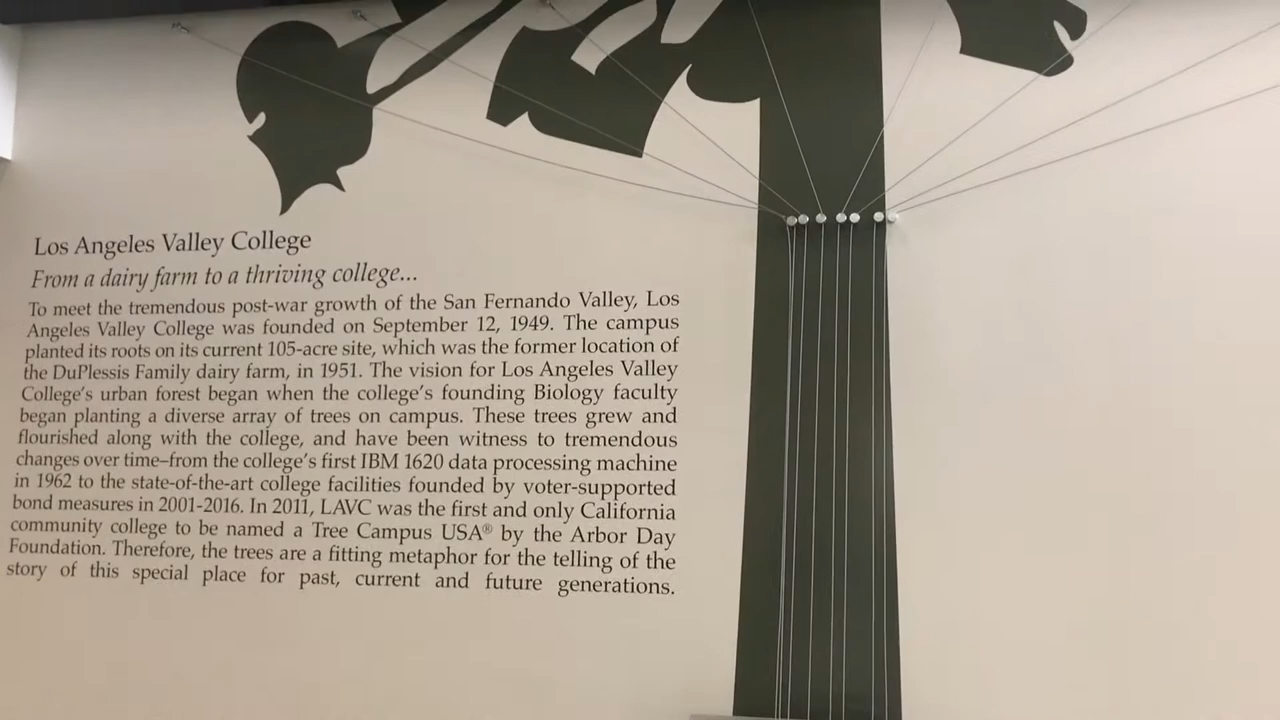 Los Angeles Valley College
From a dairy farm to a thriving college...
To meet the tremendous post-war growth of the San Fernando Valley, Los
Angeles Valley College was founded on September 12, 1949. The campus
planted its roots on its current 105-acre site, which was the former location of
the DuPlessis Family dairy farm, in 1951. The vision for Los Angeles Valley
College's urban forest began when the college's founding Biology faculty
began planting a diverse array of trees on campus. These trees grew and
flourished along with the college, and have been witness to tremendous
changes over time–from the college's first IBM 1620 data processing machine
in 1962 to the state-of-the-art college facilities founded by voter-supported
bond measures in 2001-2016. In 2011, LAVC was the first and only California
community college to be named a Tree Campus USA® by the Arbor Day
Foundation. Therefore, the trees are a fitting metaphor for the telling of the
story of this special place for past, current and future generations.